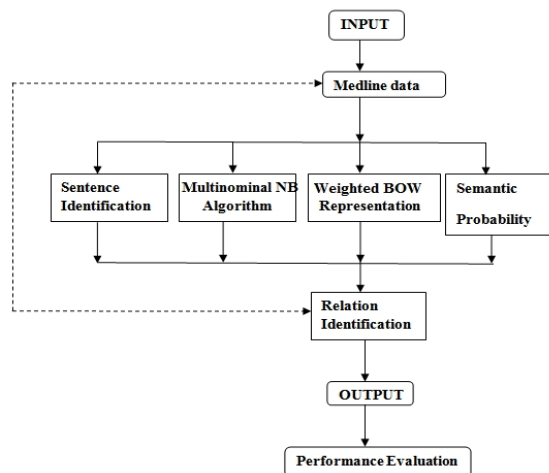 INPUT
Medline data
Sentence
Identification
Multinominal NB
Algorithm
Weighted BOW
Representation
Semantic
Probability
Relation
Identification
OUTPUT
Performance Evaluation